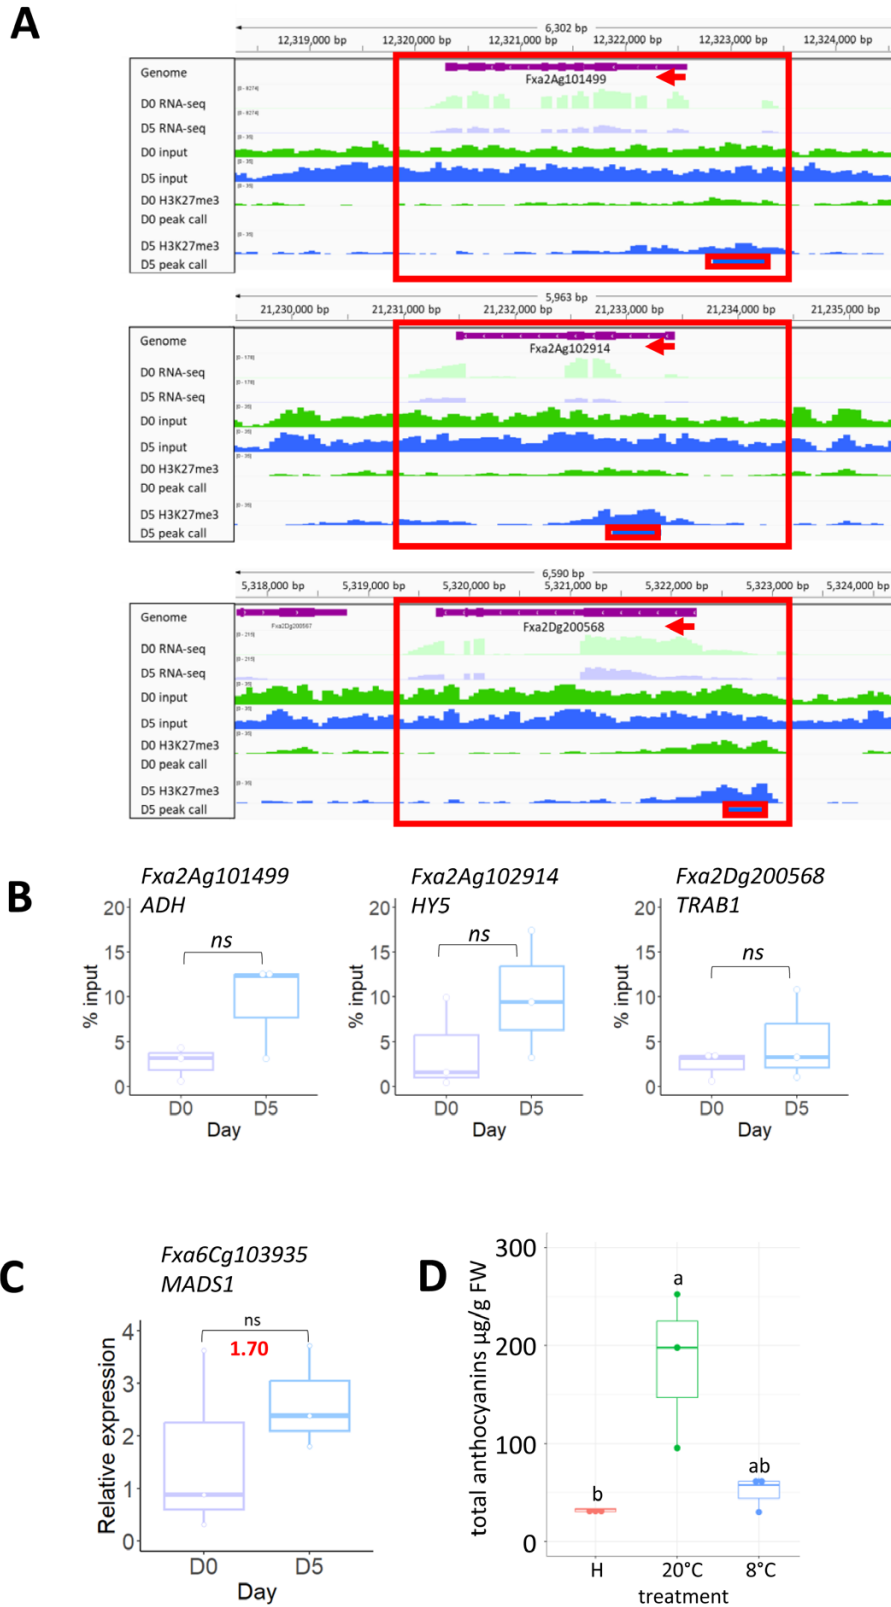 A
6,302 bp
12,319,000 bp 12,320,000 bp 12,321,000 bp 12,322,000 bp 12,323,000 bp 12,324,000 bp
Genome
Fxa2Ag101499
D0 RNA-seq
D5 RNA-seq
D0 input
D5 input
D0 H3K27me3
D0 peak call
D5 H3K27me3
D5 peak call
5,963 bp
21,230,000 bp 21,231,000 bp 21,232,000 bp 21,233,000 bp 21,234,000 bp 21,235,000 bp
Genome
Fxa2Ag102914
D0 RNA-seq
D5 RNA-seq
D0 input
D5 input
D0 H3K27me3
D0 peak call
D5 H3K27me3
D5 peak call
6,590 bp
5,318,000 bp 5,319,000 bp 5,320,000 bp 5,321,000 bp 5,322,000 bp 5,323,000 bp 5,324,000 bp
Genome
Fxa2Dg200567 Fxa2Dg200568
D0 RNA-seq
D5 RNA-seq
D0 input
D5 input
D0 H3K27me3
D0 peak call
D5 H3K27me3
D5 peak call
B
Fxa2Ag101499
ADH
% input
20
15
10
5
0
ns
D0 D5
Day
Fxa2Ag102914
HY5
% input
20
15
10
5
0
ns
D0 D5
Day
Fxa2Dg200568
TRAB1
% input
20
15
10
5
0
ns
D0 D5
Day
C
Fxa6Cg103935
MADS1
Relative expression
4
3
2
1
0
ns
1.70
D0 D5
Day
D
total anthocyanins µg/g FW
300
200
100
0
a
b
ab
H 20°C 8°C
treatment